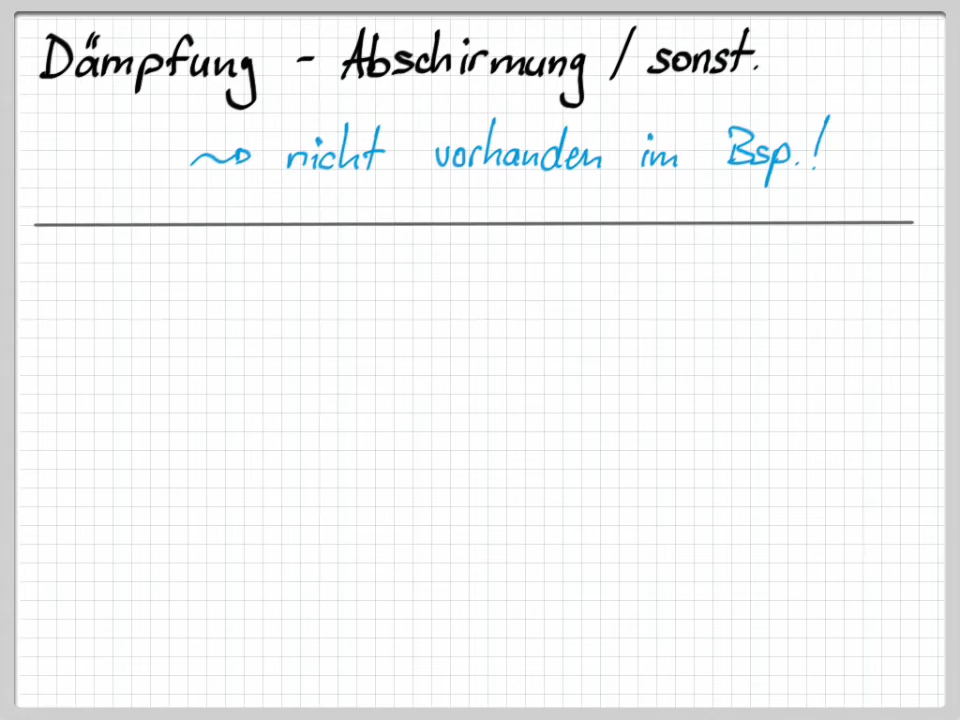 Dämpfung - Abschirmung / sonst.
~> nicht vorhanden im Bsp.!